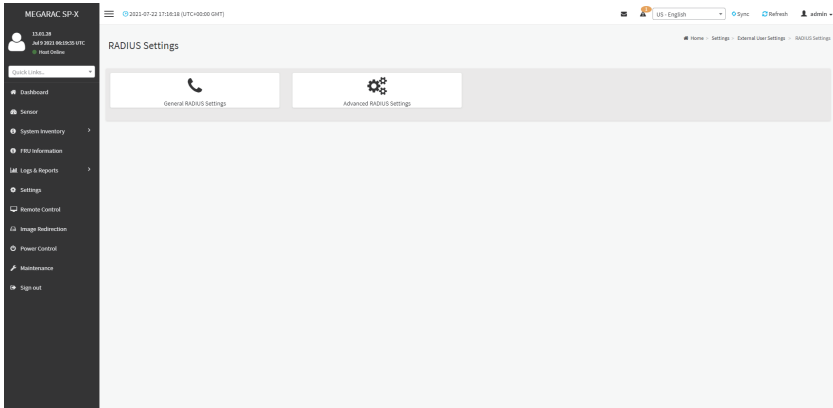 MEGARAC SP-X
2021-07-22 17:16:18 (UTC+00:00 GMT)
US - English
Sync
Refresh
admin
13.01.28
Jul 9 2021 06:19:35 UTC
Host Online
RADIUS Settings
Home
Settings
External User Settings
RADIUS Settings
Quick Links...
General RADIUS Settings
Advanced RADIUS Settings
Dashboard
Sensor
System Inventory
FRU Information
Logs & Reports
Settings
Remote Control
Image Redirection
Power Control
Maintenance
Sign out